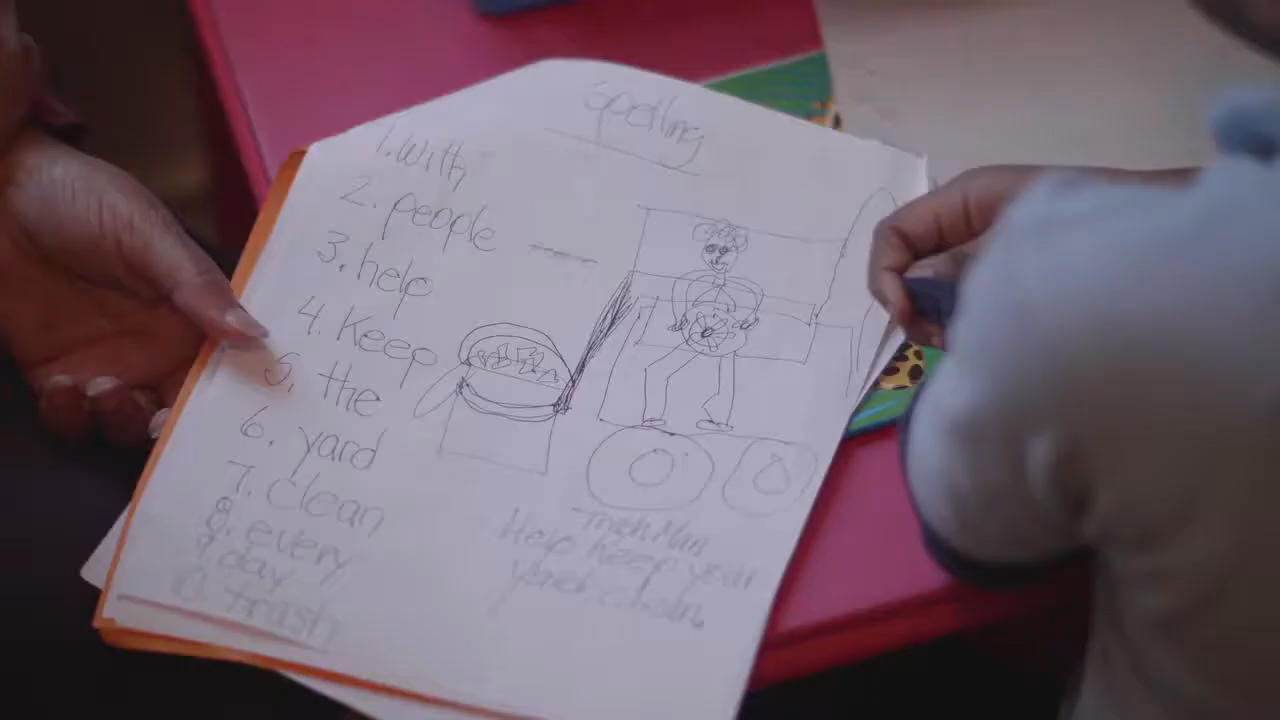 Spelling
1. With
2. people
3. help
4. Keep
5. the
6. yard
7. clean
8. every
9. day
10. trash
Trash Man
Help Keep your
yard clean